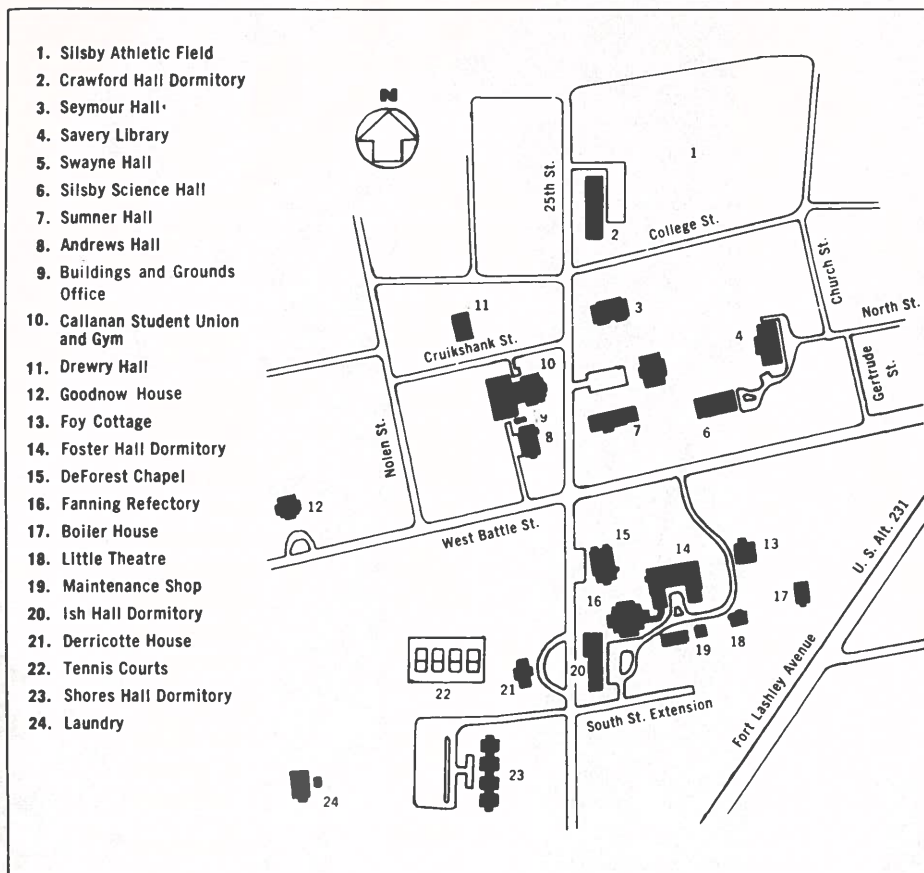 1. Silsby Athletic Field
2. Crawford Hall Dormitory
3. Seymour Hall
4. Savery Library
5. Swayne Hall
6. Silsby Science Hall
7. Sumner Hall
8. Andrews Hall
9. Buildings and Grounds
Office
10. Callanan Student Union
and Gym
11. Drewry Hall
12. Goodnow House
13. Foy Cottage
14. Foster Hall Dormitory
15. DeForest Chapel
16. Fanning Refectory
17. Boiler House
18. Little Theatre
19. Maintenance Shop
20. Ish Hall Dormitory
21. Derricotte House
22. Tennis Courts
23. Shores Hall Dormitory
24. Laundry
N
1
25th St.
2
College St.
Church St.
11
3
North St.
4
Cruikshank St.
10
Gertrude
St.
9
Nolen St.
8
7
6
12
West Battle St.
U. S. Alt. 231
15
14
13
16
17
19
18
20
22
21
South St. Extension
Fort Lashley Avenue
23
24